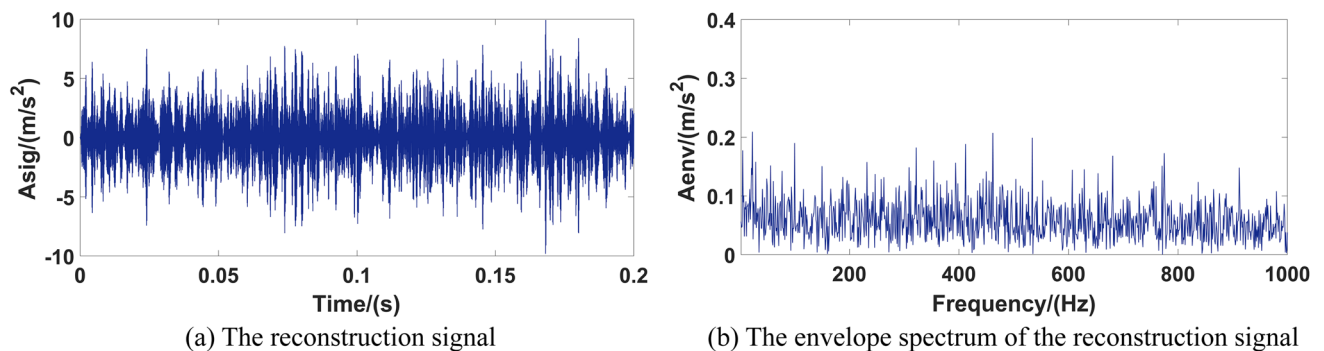 10
5
0
-5
-10
Asig/(m/s²)
0 0.05 0.1 0.15 0.2
Time/(s)
(a) The reconstruction signal
0.4
0.3
0.2
0.1
0
Aenv/(m/s²)
200 400 600 800 1000
Frequency/(Hz)
(b) The envelope spectrum of the reconstruction signal